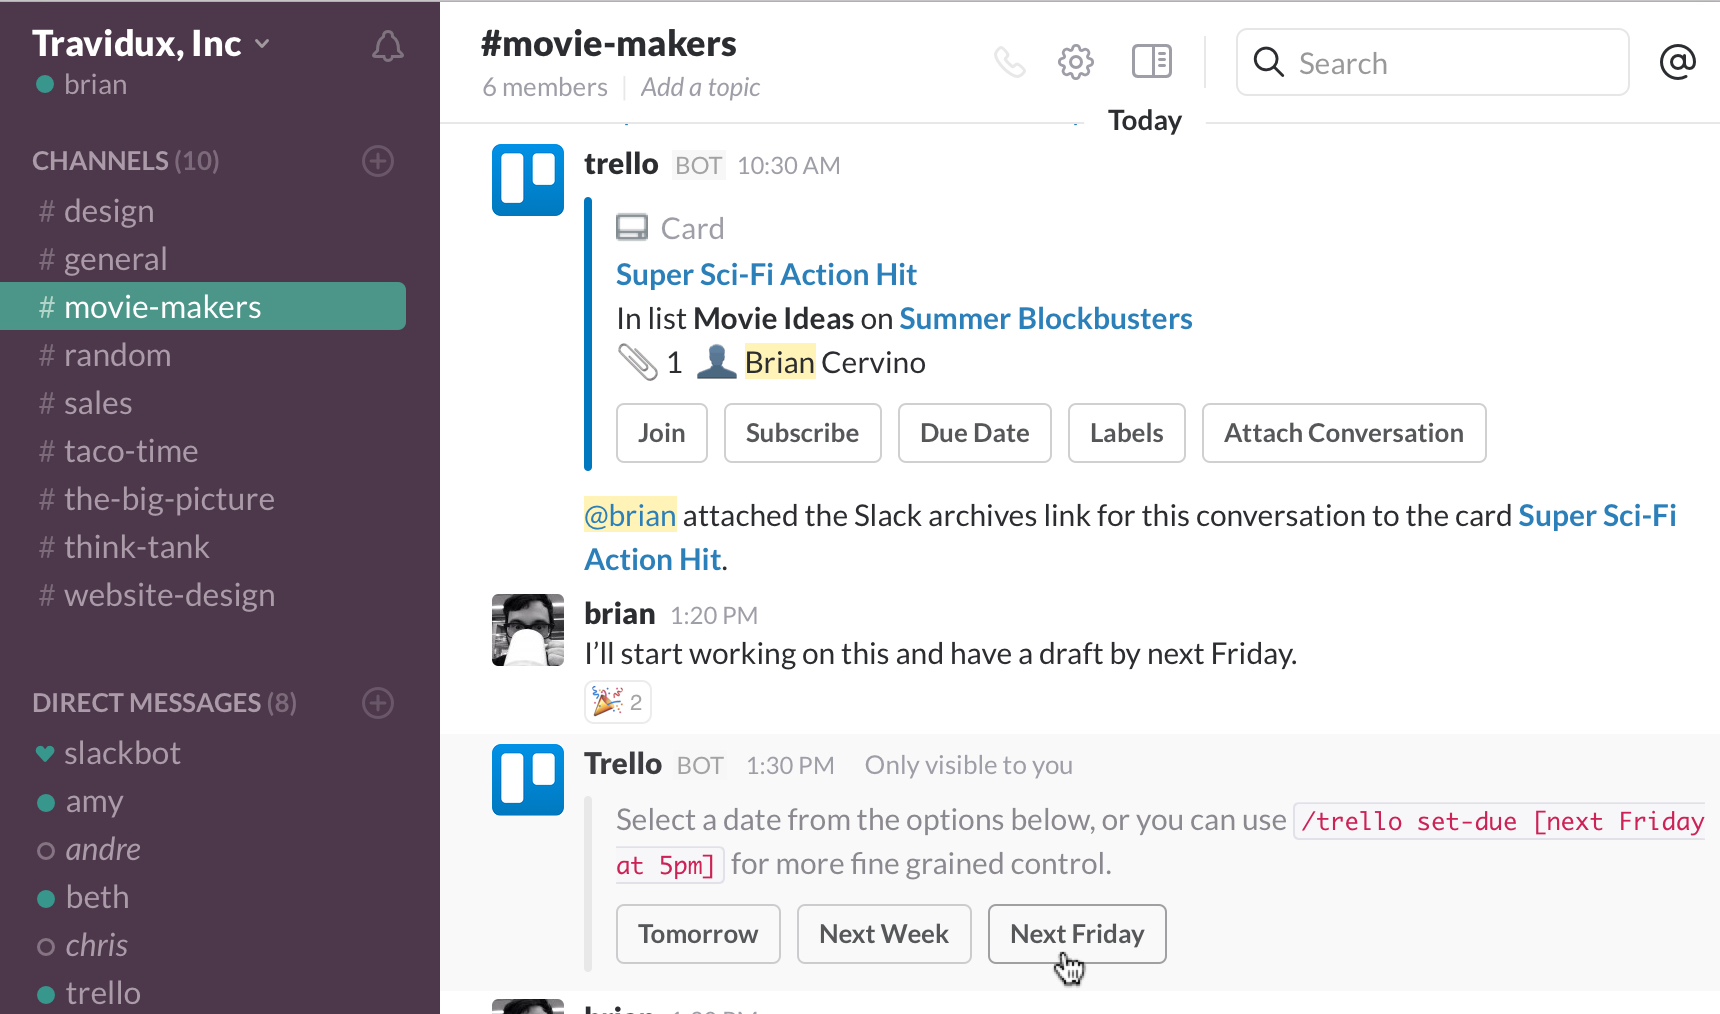 Travidux, Inc
brian
CHANNELS (10)
# design
# general
# movie-makers
# random
# sales
# taco-time
# the-big-picture
# think-tank
# website-design
DIRECT MESSAGES (8)
slackbot
amy
andre
beth
chris
trello
#movie-makers
6 members | Add a topic
Search
@
Today
trello BOT 10:30 AM
Card
Super Sci-Fi Action Hit
In list Movie Ideas on Summer Blockbusters
1 Brian Cervino
Join Subscribe Due Date Labels Attach Conversation
@brian attached the Slack archives link for this conversation to the card Super Sci-Fi
Action Hit.
brian 1:20 PM
I’ll start working on this and have a draft by next Friday.
2
Trello BOT 1:30 PM Only visible to you
Select a date from the options below, or you can use /trello set-due [next Friday
at 5pm] for more fine grained control.
Tomorrow Next Week Next Friday
brian